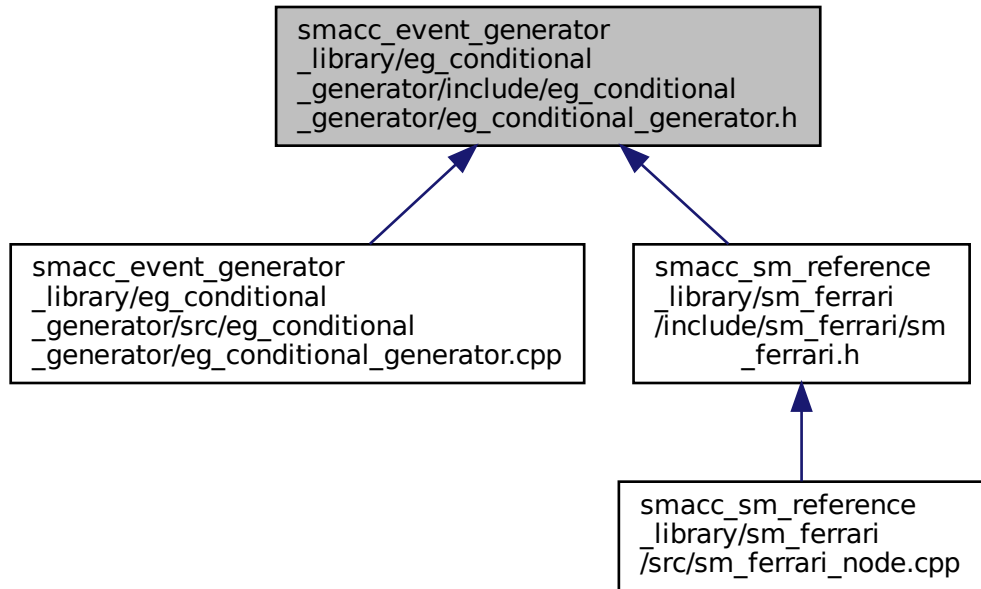 smacc_event_generator
_library/eg_conditional
_generator/include/eg_conditional
_generator/eg_conditional_generator.h
smacc_event_generator
_library/eg_conditional
_generator/src/eg_conditional
_generator/eg_conditional_generator.cpp
smacc_sm_reference
_library/sm_ferrari
/include/sm_ferrari/sm
_ferrari.h
smacc_sm_reference
_library/sm_ferrari
/src/sm_ferrari_node.cpp